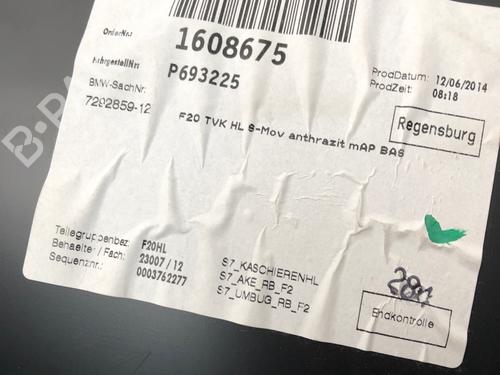 OrderNr
1608675
FahrgestellNr
P693225
BMW-SachNr:
7292859-12
ProdDatum: 12/06/2014
ProdZeit: 08:18
Regensburg
F20 TVK HL S-Mov anthrazit mAP BAS
Teilegruppenbez: F20HL
Behaelter / Fach: 23007 / 12
Sequenznr.: 0003762277
S7_KASCHIERENHL
S7_AKE_RB_F2
S7_UMBUG_RB_F2
Endkontrolle